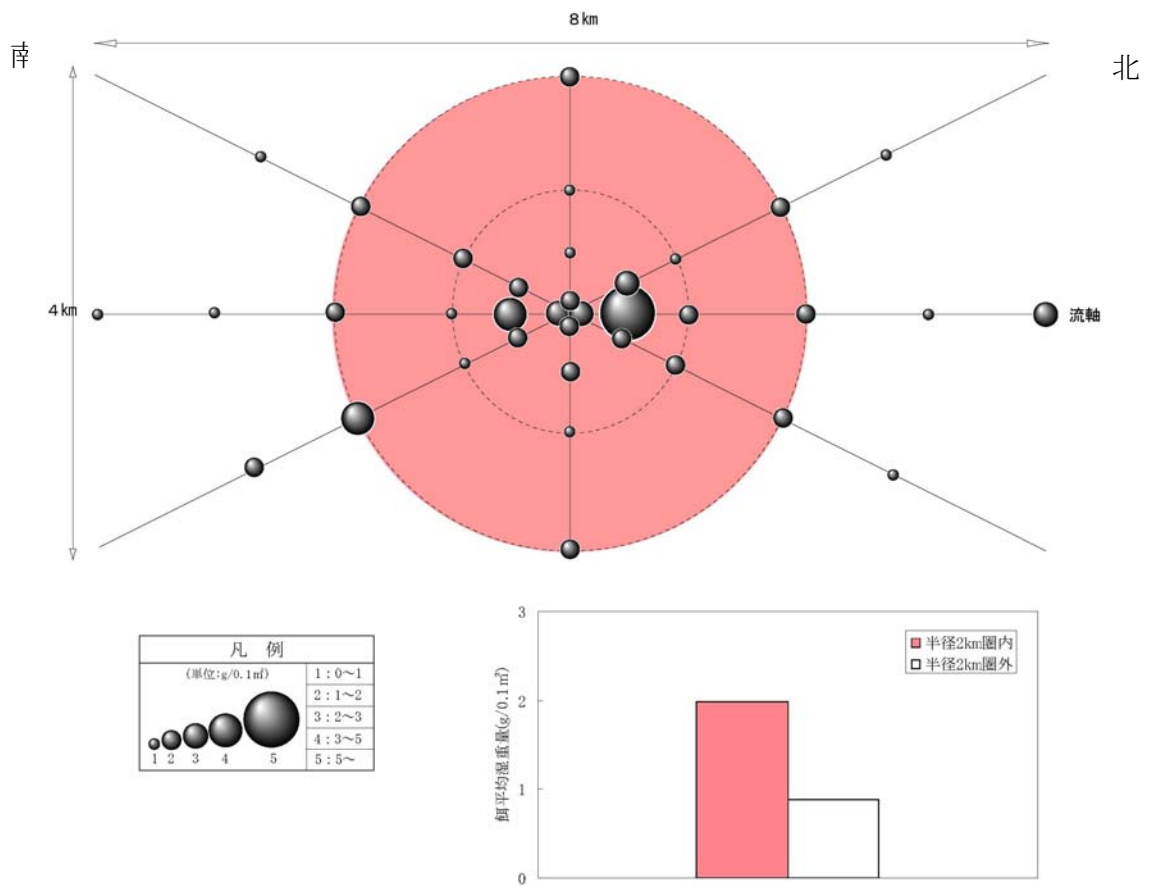 8km
南
北
4km
流軸
凡 例
(単位:g/0.1㎡)
1 2 3 4 5
1:0～1
2:1～2
3:2～3
4:3～5
5:5～
餌平均湿重量(g/0.1㎡)
3
2
1
0
半径2km圏内
半径2km圏外